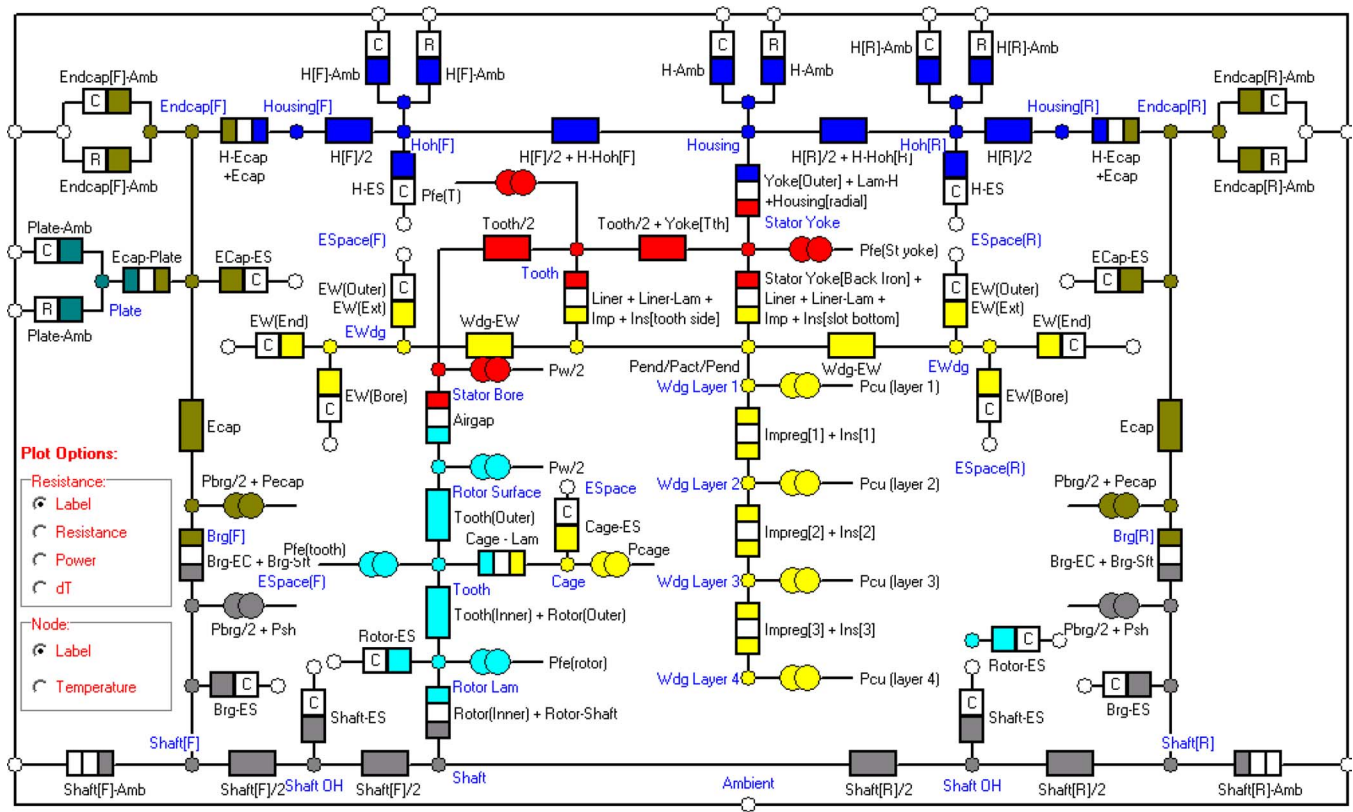 C
R
C
R
C
R
H[F]-Amb
H[F]-Amb
H-Amb
H-Amb
H[R]-Amb
H[R]-Amb
Endcap[F]-Amb
C
Endcap[F]
Housing[F]
R
Endcap[F]-Amb
H-Ecap
+Ecap
H[F]/2
Hoh[F]
H[F]/2 + H-Hoh[F]
Housing
H[R]/2 + H-Hoh[R]
Hoh[R]
H[R]/2
Housing[R]
Endcap[R]
H-Ecap
+Ecap
Endcap[R]-Amb
C
R
Endcap[R]-Amb
H-ES
C
ESpace(F)
Pfe(T)
Yoke[Outer] + Lam-H
+Housing[radial]
Stator Yoke
H-ES
C
ESpace(R)
Plate-Amb
C
R
Plate-Amb
Plate
Ecap-Plate
ECap-ES
C
Tooth/2
Tooth/2 + Yoke[Tth]
Pfe(St yoke)
Tooth
Liner + Liner-Lam +
Imp + Ins[tooth side]
Stator Yoke[Back Iron] +
Liner + Liner-Lam +
Imp + Ins[slot bottom]
EW(Outer)
EW(Ext)
C
EW(Outer)
EW(Ext)
C
ECap-ES
C
EW(End)
C
EWdg
Wdg-EW
EW(Bore)
C
Pend/Pact/Pend
Wdg-EW
EWdg
EW(End)
C
EW(Bore)
C
ESpace(R)
Pw/2
Stator Bore
Airgap
Wdg Layer 1
Pcu (layer 1)
Impreg[1] + Ins[1]
Ecap
Ecap
Plot Options:
Resistance:
Label
Resistance
Power
dT
Node:
Label
Temperature
Pbrg/2 + Pecap
Brg[F]
Brg-EC + Brg-Sft
ESpace(F)
Pbrg/2 + Psh
Brg-ES
C
Pw/2
Rotor Surface
Tooth(Outer)
ESpace
C
Cage-ES
Cage - Lam
Pcage
Cage
Pfe(tooth)
Tooth
Tooth(Inner) + Rotor(Outer)
Rotor-ES
C
Pfe(rotor)
Rotor Lam
Rotor(Inner) + Rotor-Shaft
C
Shaft-ES
Wdg Layer 2
Pcu (layer 2)
Impreg[2] + Ins[2]
Wdg Layer 3
Pcu (layer 3)
Impreg[3] + Ins[3]
Wdg Layer 4
Pcu (layer 4)
Pbrg/2 + Pecap
Brg[R]
Brg-EC + Brg-Sft
Pbrg/2 + Psh
C
Rotor-ES
C
Shaft-ES
C
Brg-ES
Shaft[F]
Shaft[F]-Amb
Shaft[F]/2
Shaft OH
Shaft[F]/2
Shaft
Ambient
Shaft[R]/2
Shaft OH
Shaft[R]/2
Shaft[R]
Shaft[R]-Amb